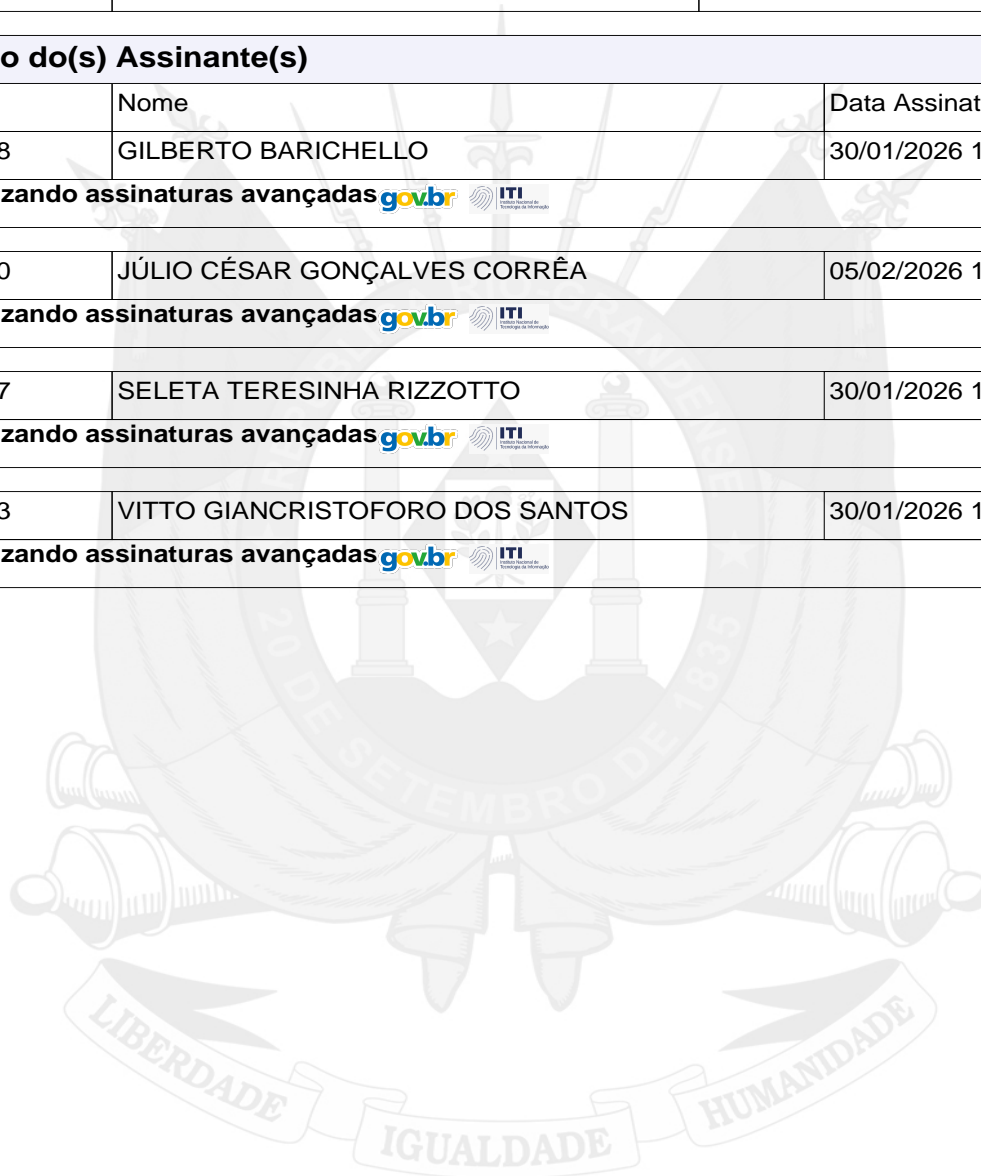 o do(s) Assinante(s)
Nome Data Assinat
8 GILBERTO BARICHELLO 30/01/2026 1
zando assinaturas avançadas gov.br ITI
0 JÚLIO CÉSAR GONÇALVES CORRÊA 05/02/2026 1
zando assinaturas avançadas gov.br ITI
7 SELETA TERESINHA RIZZOTTO 30/01/2026 1
zando assinaturas avançadas gov.br ITI
3 VITTO GIANCRISTOFORO DOS SANTOS 30/01/2026 1
zando assinaturas avançadas gov.br ITI
20 DE SETEMBRO DE 1835
LIBERDADE IGUALDADE HUMANIDADE